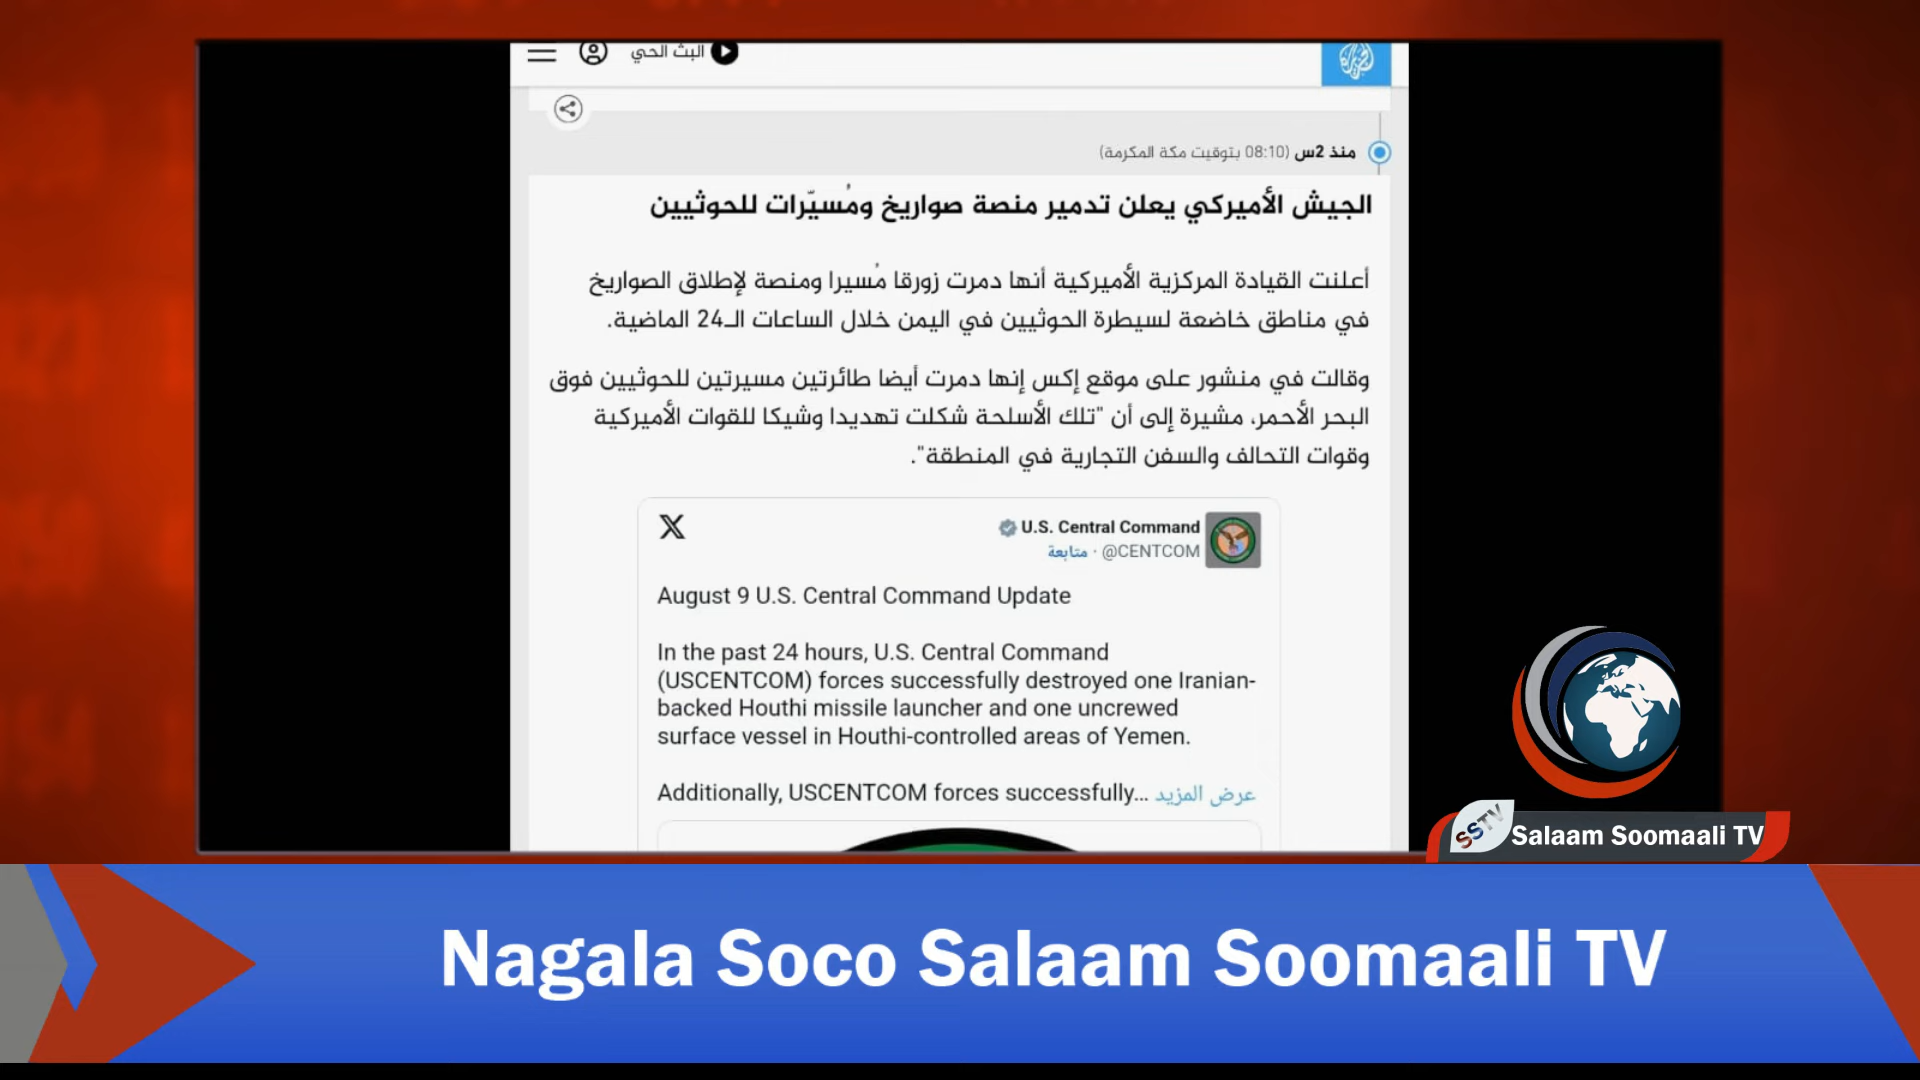 البث الحي
منذ 2س (08:10 بتوقيت مكة المكرمة)
الجيش الأميركي يعلن تدمير منصة صواريخ ومُسيّرات للحوثيين
أعلنت القيادة المركزية الأميركية أنها دمرت زورقا مُسيرا ومنصة لإطلاق الصواريخ
في مناطق خاضعة لسيطرة الحوثيين في اليمن خلال الساعات الـ24 الماضية.
وقالت في منشور على موقع إكس إنها دمرت أيضا طائرتين مسيرتين للحوثيين فوق
البحر الأحمر، مشيرة إلى أن "تلك الأسلحة شكلت تهديدا وشيكا للقوات الأميركية
وقوات التحالف والسفن التجارية في المنطقة".
U.S. Central Command
@CENTCOM · متابعة
August 9 U.S. Central Command Update
In the past 24 hours, U.S. Central Command
(USCENTCOM) forces successfully destroyed one Iranian-
backed Houthi missile launcher and one uncrewed
surface vessel in Houthi-controlled areas of Yemen.
Additionally, USCENTCOM forces successfully... عرض المزيد
SSTV
Salaam Soomaali TV
Nagala Soco Salaam Soomaali TV